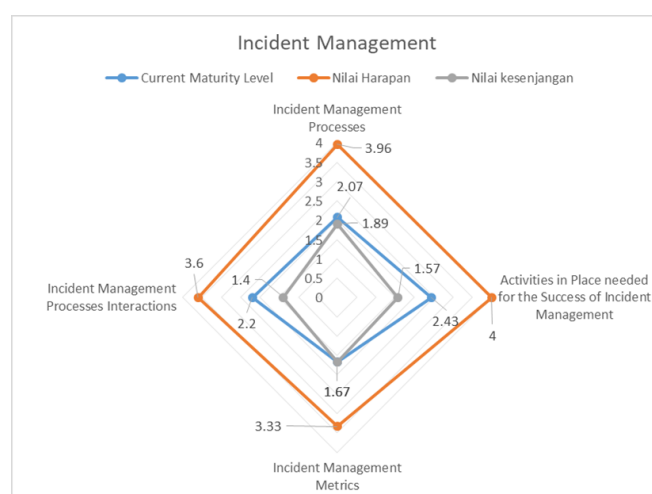 Incident Management
Current Maturity Level Nilai Harapan Nilai kesenjangan
Incident Management
Processes
4
3.96
3.5
3
2.07
2.5
2
1.89
1.5
1
0.5
0
3.6
1.4
1.57
Incident Management
Processes Interactions
2.2
Activities in Place needed
for the Success of Incident
Management
2.43
4
1.67
3.33
Incident Management
Metrics